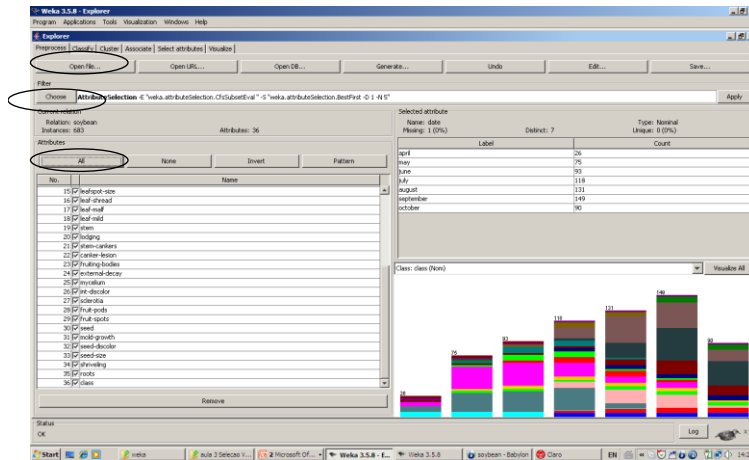 Weka 3.5.8 - Explorer
Program Applications Tools Visualization Windows Help
Explorer
Preprocess Classify Cluster Associate Select attributes Visualize
Open file... Open URL... Open DB... Generate... Undo Edit... Save...
Filter
Choose AttributeSelection -E "weka.attributeSelection.CfsSubsetEval " -S "weka.attributeSelection.BestFirst -D 1 -N 5" Apply
Current relation
Relation: soybean
Instances: 683 Attributes: 36
Attributes
All None Invert Pattern
No. Name
15 leafspot-size
16 leaf-shread
17 leaf-malf
18 leaf-mild
19 stem
20 lodging
21 stem-cankers
22 canker-lesion
23 fruiting-bodies
24 external-decay
25 mycelium
26 int-discolor
27 sclerotia
28 fruit-pods
29 fruit-spots
30 seed
31 mold-growth
32 seed-discolor
33 seed-size
34 shriveling
35 roots
36 class
Remove
Selected attribute
Name: date Type: Nominal
Missing: 1 (0%) Distinct: 7 Unique: 0 (0%)
Label Count
april 26
may 75
june 93
july 118
august 131
september 149
october 90
Class: class (Nom) Visualize All
26 75 93 118 131 149 90
Status
OK Log x 0
Start weka aula 3 Selecao 2 Microsoft Of... Weka 3.5.8 - E... Weka 3.5.8 soybean - Babylon Claro EN